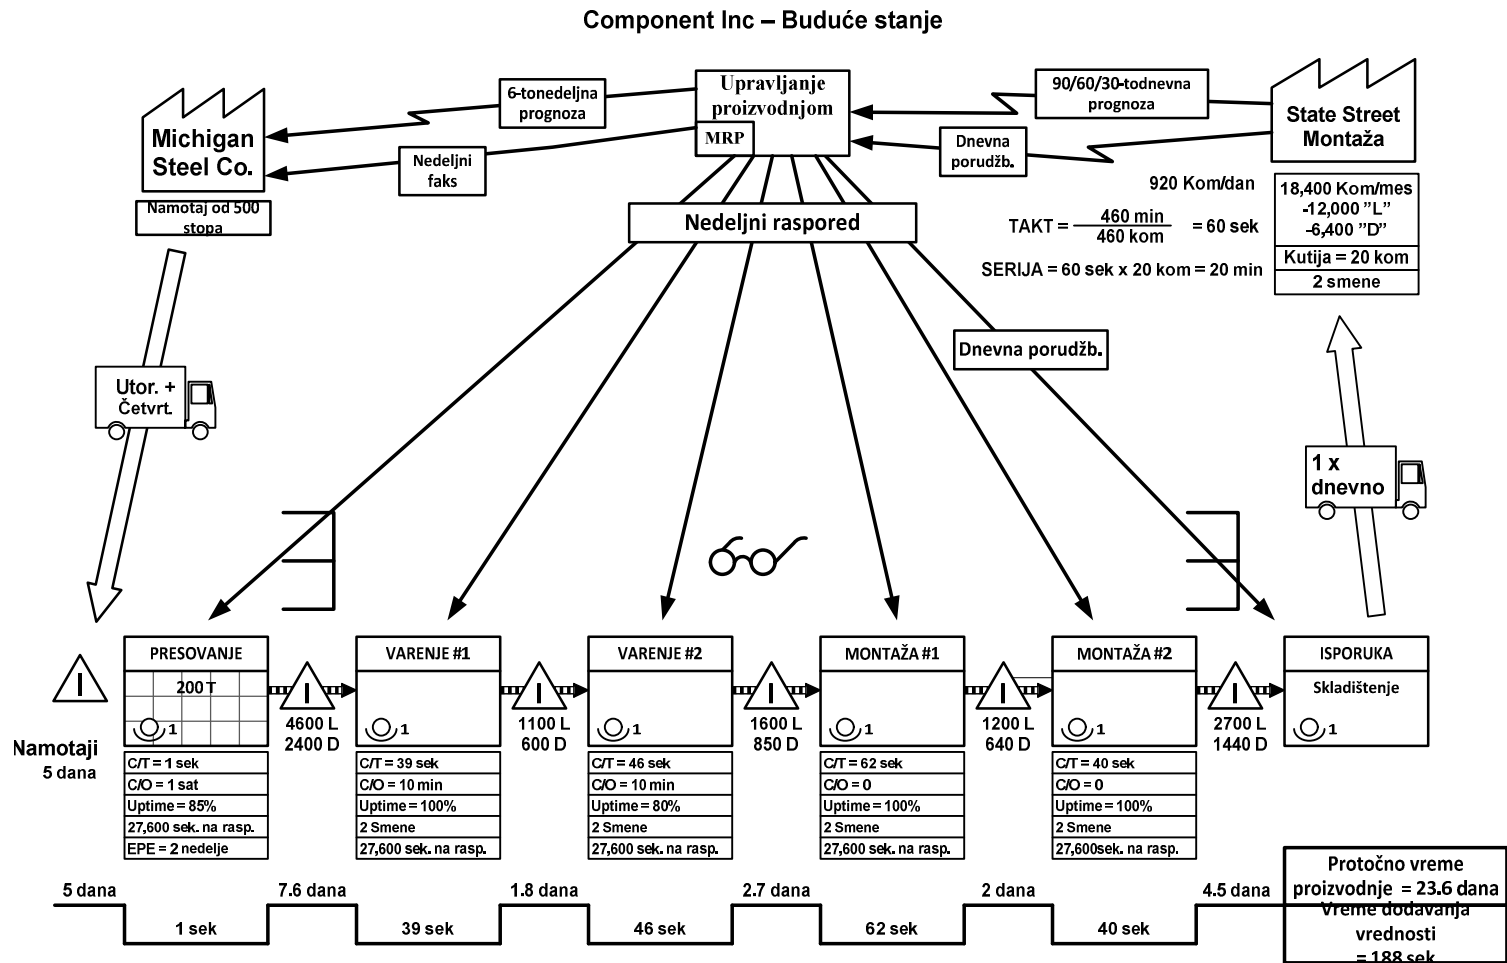 Component Inc – Buduće stanje
Michigan
Steel Co.
6-tonedeljna
prognoza
Nedeljni
faks
Upravljanje
proizvodnjom
MRP
90/60/30-todnevna
prognoza
Dnevna
porudžb.
State Street
Montaža
Namotaj od 500
stopa
Nedeljni raspored
920 Kom/dan
TAKT = 460 min / 460 kom = 60 sek
SERIJA = 60 sek x 20 kom = 20 min
18,400 Kom/mes
-12,000 ”L”
-6,400 ”D”
Kutija = 20 kom
2 smene
Dnevna porudžb.
Utor. +
Četvrt.
1 x
dnevno
I
Namotaji
5 dana
PRESOVANJE
200 T
1
C/T = 1 sek
C/O = 1 sat
Uptime = 85%
27,600 sek. na rasp.
EPE = 2 nedelje
I
4600 L
2400 D
VARENJE #1
1
C/T = 39 sek
C/O = 10 min
Uptime = 100%
2 Smene
27,600 sek. na rasp.
I
1100 L
600 D
VARENJE #2
1
C/T = 46 sek
C/O = 10 min
Uptime = 80%
2 Smene
27,600 sek. na rasp.
I
1600 L
850 D
MONTAŽA #1
1
C/T = 62 sek
C/O = 0
Uptime = 100%
2 Smene
27,600 sek. na rasp.
I
1200 L
640 D
MONTAŽA #2
1
C/T = 40 sek
C/O = 0
Uptime = 100%
2 Smene
27,600sek. na rasp.
I
2700 L
1440 D
ISPORUKA
Skladištenje
1
5 dana
1 sek
7.6 dana
39 sek
1.8 dana
46 sek
2.7 dana
62 sek
2 dana
40 sek
4.5 dana
Protočno vreme
proizvodnje = 23.6 dana
Vreme dodavanja
vrednosti
= 188 sek